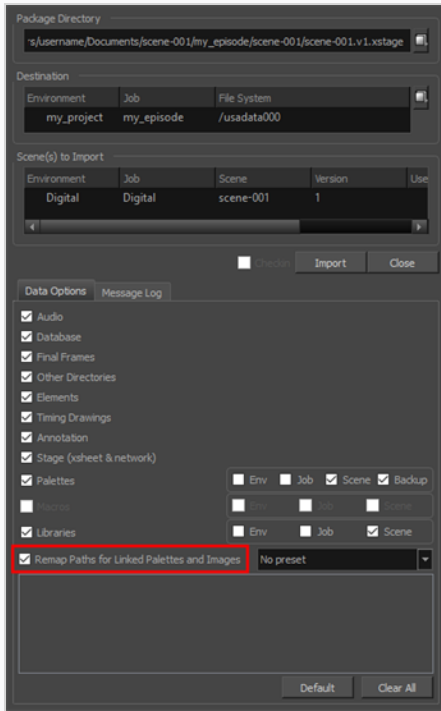 Package Directory
's/username/Documents/scene-001/my_episode/scene-001/scene-001.v1.xstage
Destination
Environment Job File System
my_project my_episode /usadata000
Scene(s) to Import
Environment Job Scene Version Use
Digital Digital scene-001 1
Checkin Import Close
Data Options Message Log
Audio
Database
Final Frames
Other Directories
Elements
Timing Drawings
Annotation
Stage (xsheet & network)
Palettes Env Job Scene Backup
Macros Env Job Scene
Libraries Env Job Scene
Remap Paths for Linked Palettes and Images No preset
Default Clear All